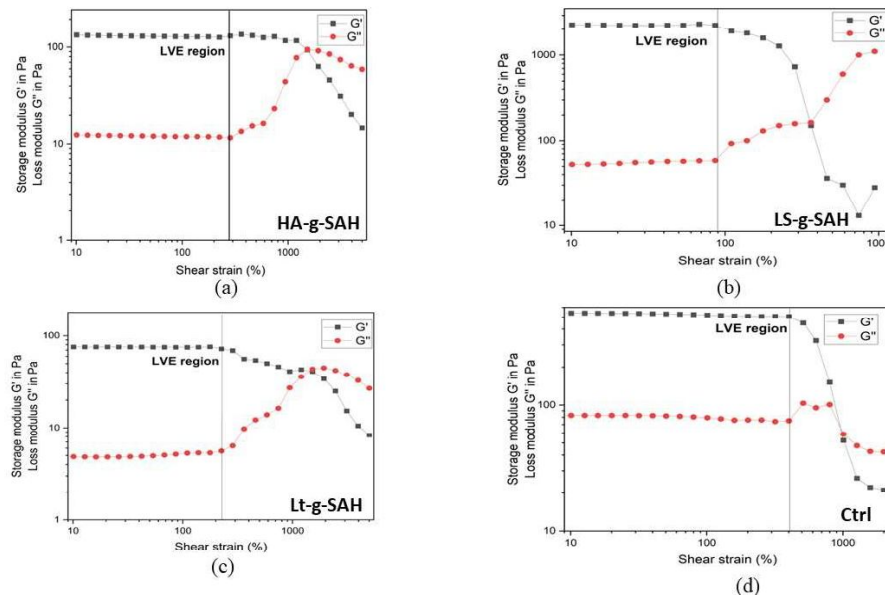 G'
G"
LVE region
100
10
1
Storage modulus G' in Pa
Loss modulus G" in Pa
10
100
1000
Shear strain (%)
HA-g-SAH
(a)
G'
G"
LVE region
1000
100
10
Storage modulus G' in Pa
Loss modulus G" in Pa
10
100
Shear strain (%)
LS-g-SAH
(b)
G'
G"
LVE region
100
10
1
Storage modulus G' in Pa
Loss modulus G" in Pa
10
100
1000
Shear strain (%)
Lt-g-SAH
(c)
G'
G"
LVE region
100
10
Storage modulus G' in Pa
Loss modulus G" in Pa
10
100
1000
Shear strain (%)
Ctrl
(d)